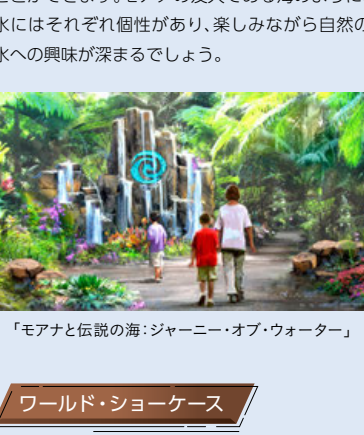 水にはそれぞれ個性があり、楽しみながら自然の
水への興味が深まるでしょう。
「モアナと伝説の海：ジャーニー・オブ・ウォーター」
ワールド・ショーケース